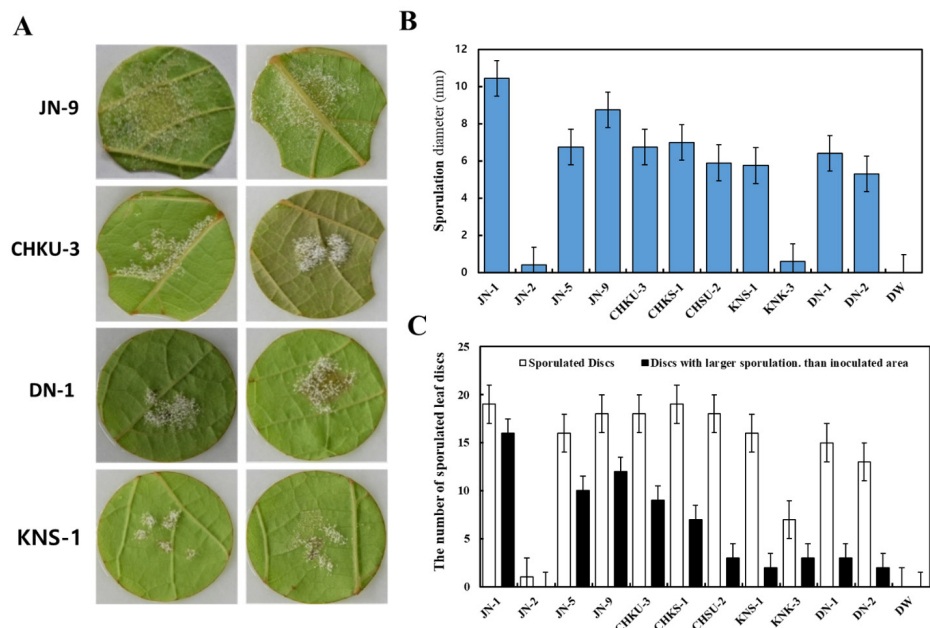 A
JN-9
CHKU-3
DN-1
KNS-1
B
Sporulation diameter (mm)
12
10
8
6
4
2
0
JN-1
JN-2
JN-5
JN-9
CHKU-3
CHKS-1
CHSU-2
KNS-1
KNK-3
DN-1
DN-2
DW
C
The number of sporulated leaf discs
25
20
15
10
5
0
Sporulated Discs
Discs with larger sporulation. than inoculated area
JN-1
JN-2
JN-5
JN-9
CHKU-3
CHKS-1
CHSU-2
KNS-1
KNK-3
DN-1
DN-2
DW